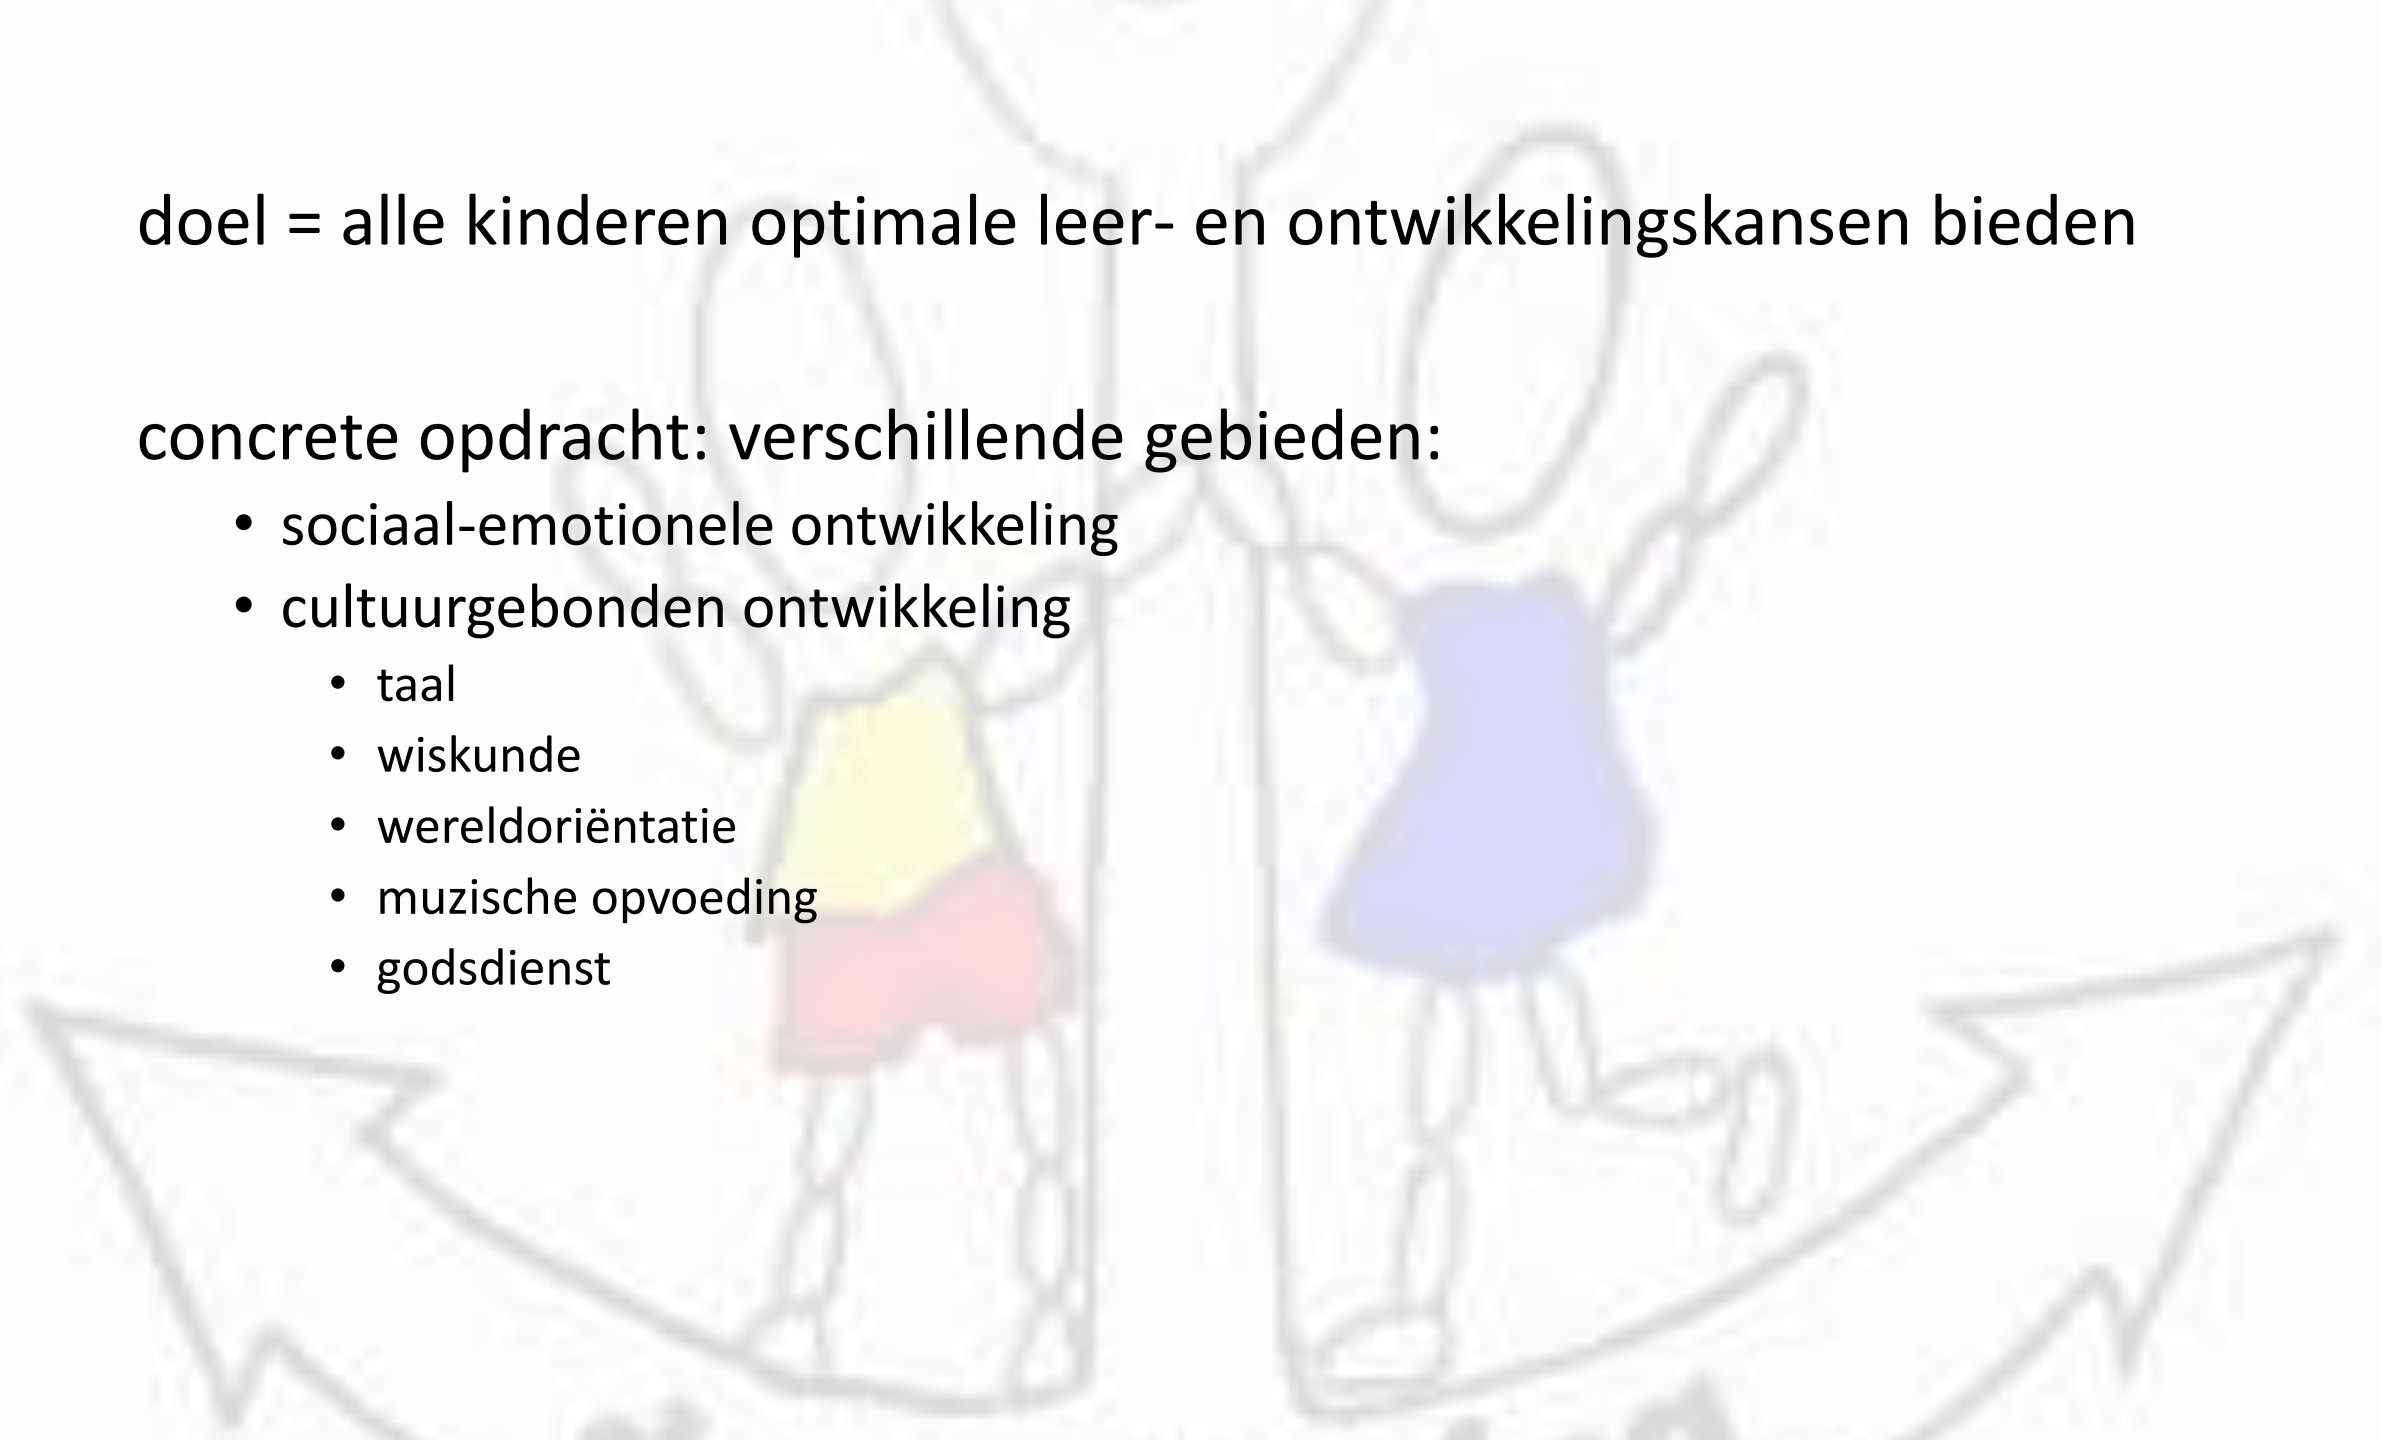 doel = alle kinderen optimale leer- en ontwikkelingskansen bieden
concrete opdracht: verschillende gebieden:
• sociaal-emotionele ontwikkeling
• cultuurgebonden ontwikkeling
• taal
• wiskunde
• wereldoriëntatie
• muzische opvoeding
• godsdienst